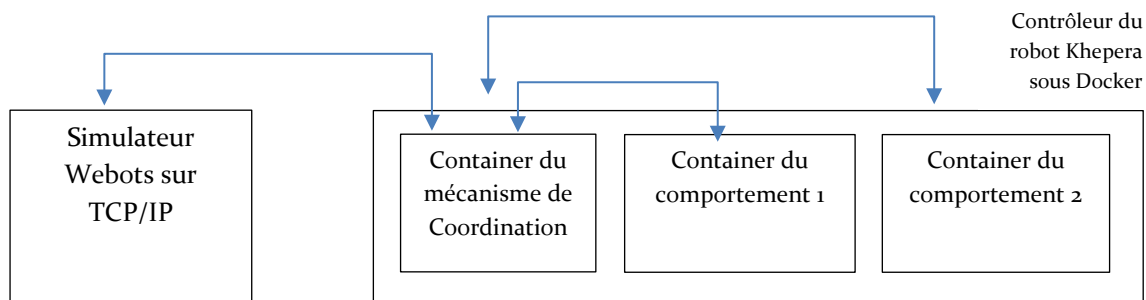 Contrôleur du
robot Khepera
sous Docker
Simulateur
Webots sur
TCP/IP
Container du
mécanisme de
Coordination
Container du
comportement 1
Container du
comportement 2